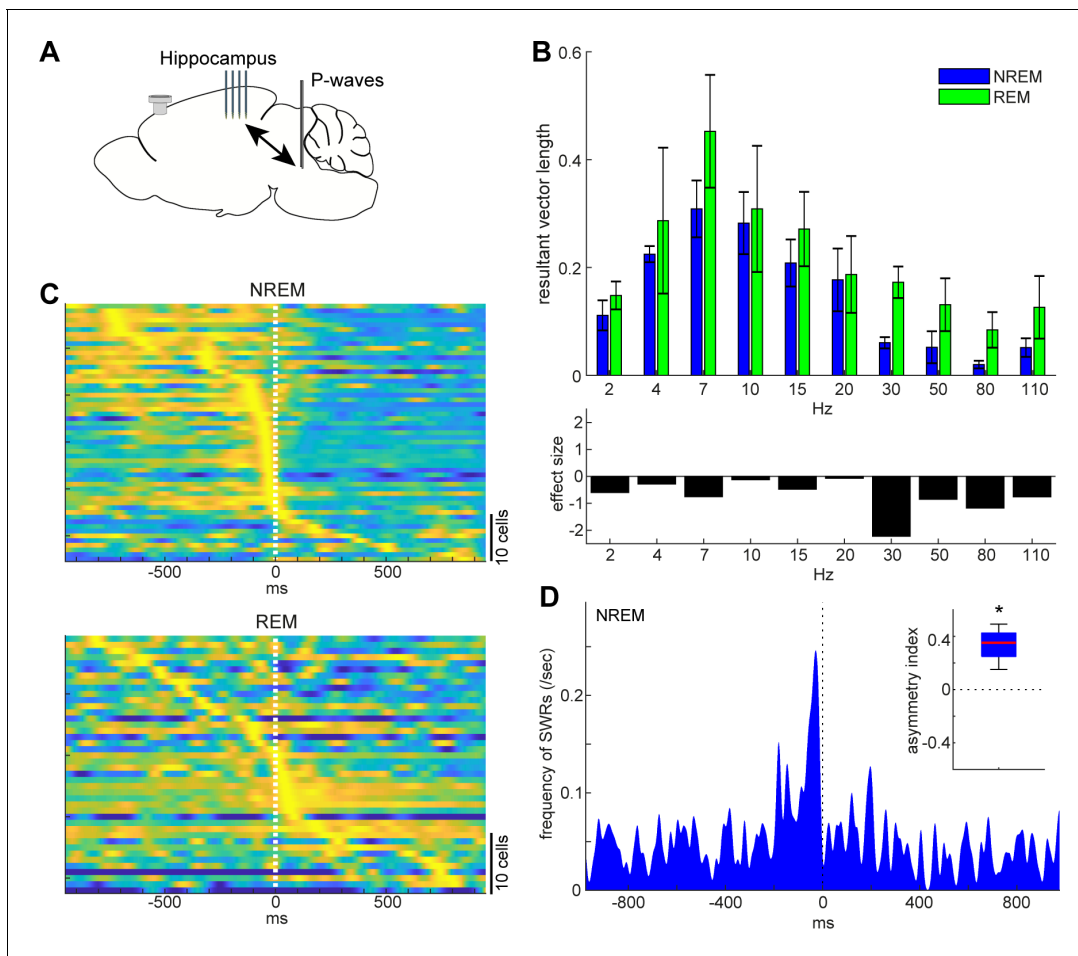 A
Hippocampus
P-waves
B
resultant vector length
0.6
0.4
0.2
0
NREM
REM
2 4 7 10 15 20 30 50 80 110
Hz
effect size
2
1
0
-1
-2
2 4 7 10 15 20 30 50 80 110
Hz
C
NREM
10 cells
-500 0 500
ms
REM
10 cells
-500 0 500
ms
D
NREM
frequency of SWRs (/sec)
0.2
0.1
0
-800 -400 0 400 800
ms
*
asymmetry index
0.4
0
-0.4